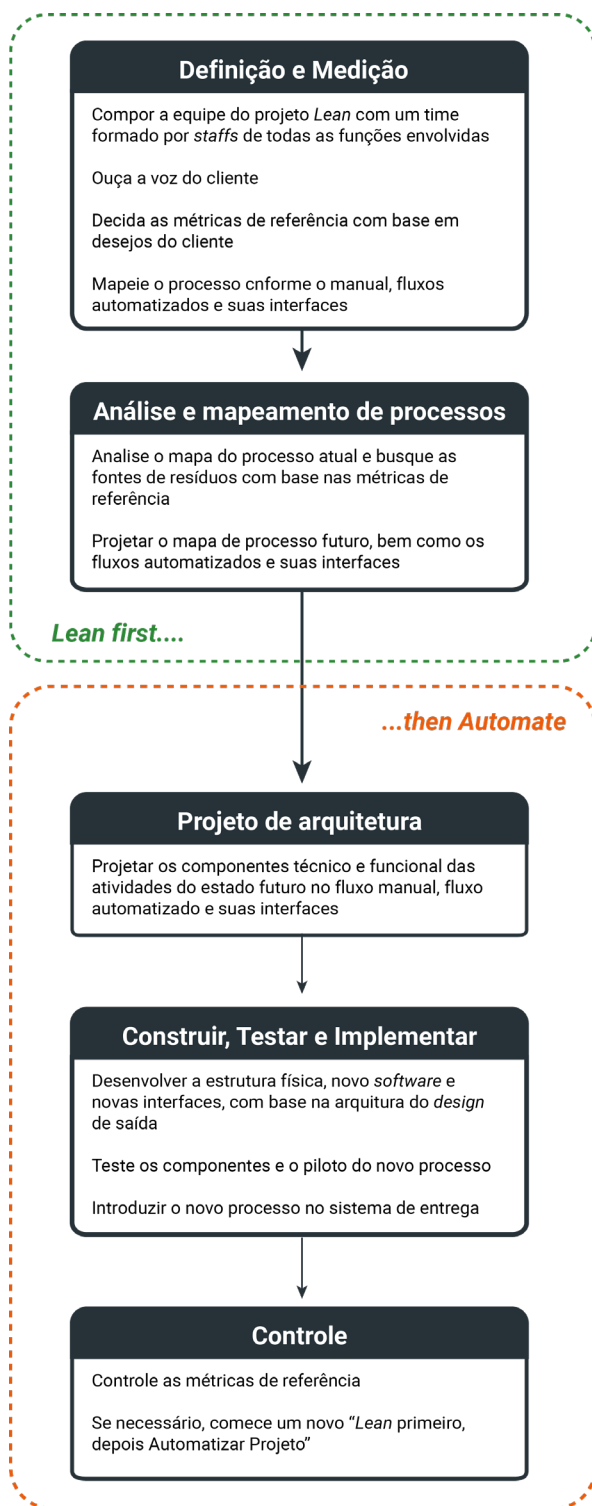 Definição e Medição
Compor a equipe do projeto Lean com um time
formado por staffs de todas as funções envolvidas
Ouça a voz do cliente
Decida as métricas de referência com base em
desejos do cliente
Mapeie o processo cnforme o manual, fluxos
automatizados e suas interfaces
Análise e mapeamento de processos
Analise o mapa do processo atual e busque as
fontes de resíduos com base nas métricas de
referência
Projetar o mapa de processo futuro, bem como os
fluxos automatizados e suas interfaces
Lean first....
...then Automate
Projeto de arquitetura
Projetar os componentes técnico e funcional das
atividades do estado futuro no fluxo manual, fluxo
automatizado e suas interfaces
Construir, Testar e Implementar
Desenvolver a estrutura física, novo software e
novas interfaces, com base na arquitura do design
de saída
Teste os componentes e o piloto do novo processo
Introduzir o novo processo no sistema de entrega
Controle
Controle as métricas de referência
Se necessário, comece um novo “Lean primeiro,
depois Automatizar Projeto”